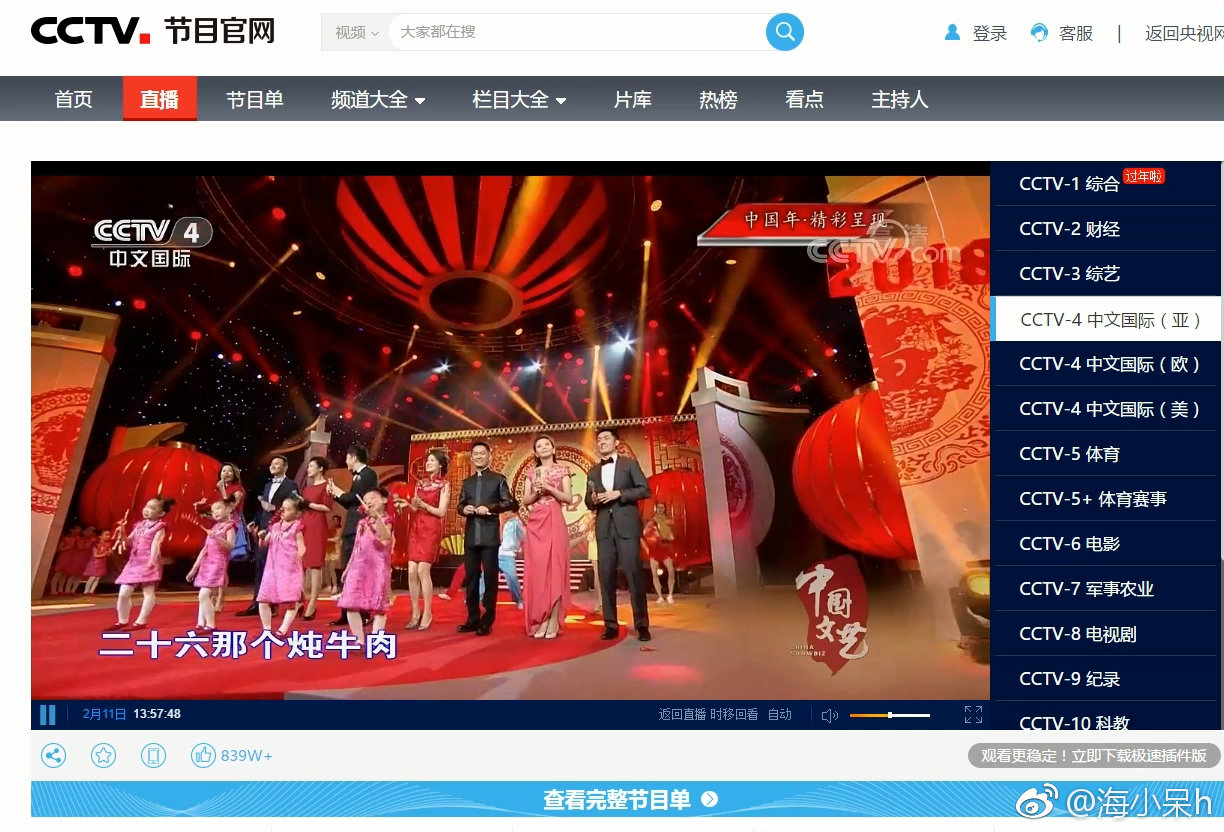 CCTV. 节目官网
视频 大家都在搜
登录 客服 | 返回央视网
首页 直播 节目单 频道大全 栏目大全 片库 热榜 看点 主持人
CCTV 4
中文国际
中国年·精彩呈现
高清
CCTV.com
2018
中国文艺
CHINA SHOWBIZ
二十六那个炖牛肉
CCTV-1 综合 过年啦
CCTV-2 财经
CCTV-3 综艺
CCTV-4 中文国际（亚）
CCTV-4 中文国际（欧）
CCTV-4 中文国际（美）
CCTV-5 体育
CCTV-5+ 体育赛事
CCTV-6 电影
CCTV-7 军事农业
CCTV-8 电视剧
CCTV-9 纪录
CCTV-10 科教
2月11日 13:57:48 返回直播 时移回看 自动
839W+ 观看更稳定！立即下载极速插件版
查看完整节目单
@海小呆h